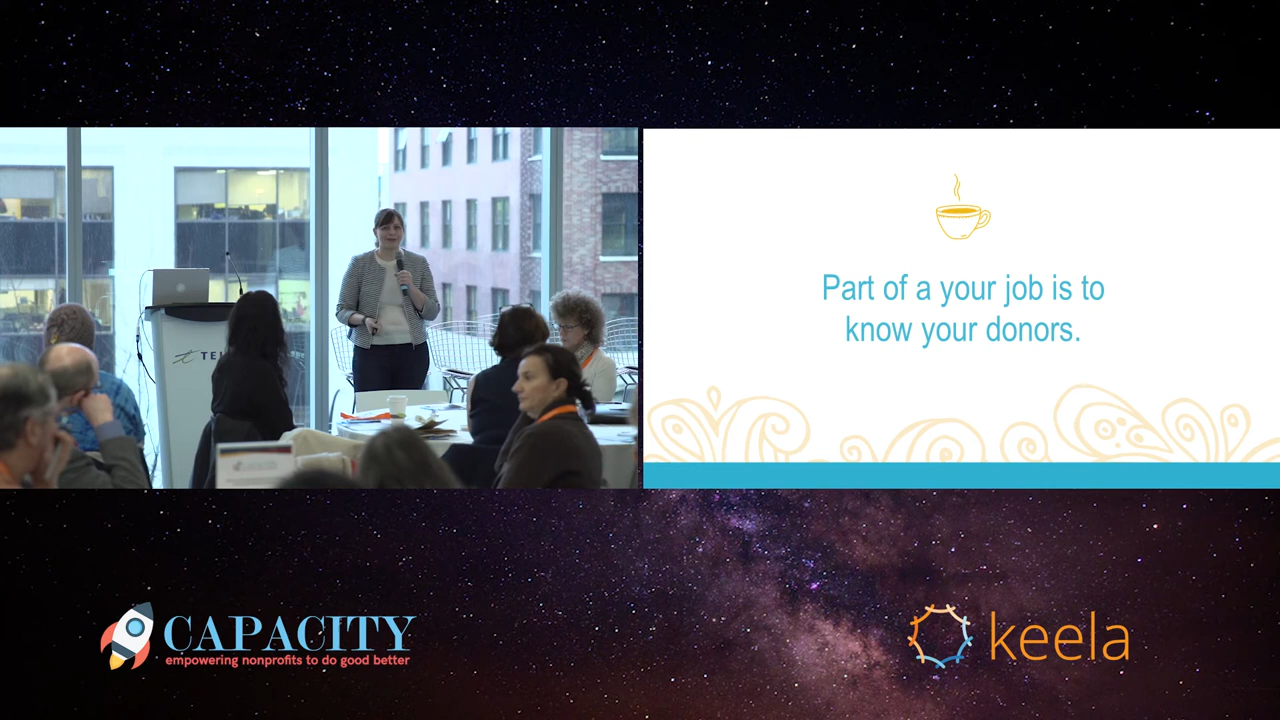 Part of a your job is to
know your donors.
CAPACITY
empowering nonprofits to do good better
keela